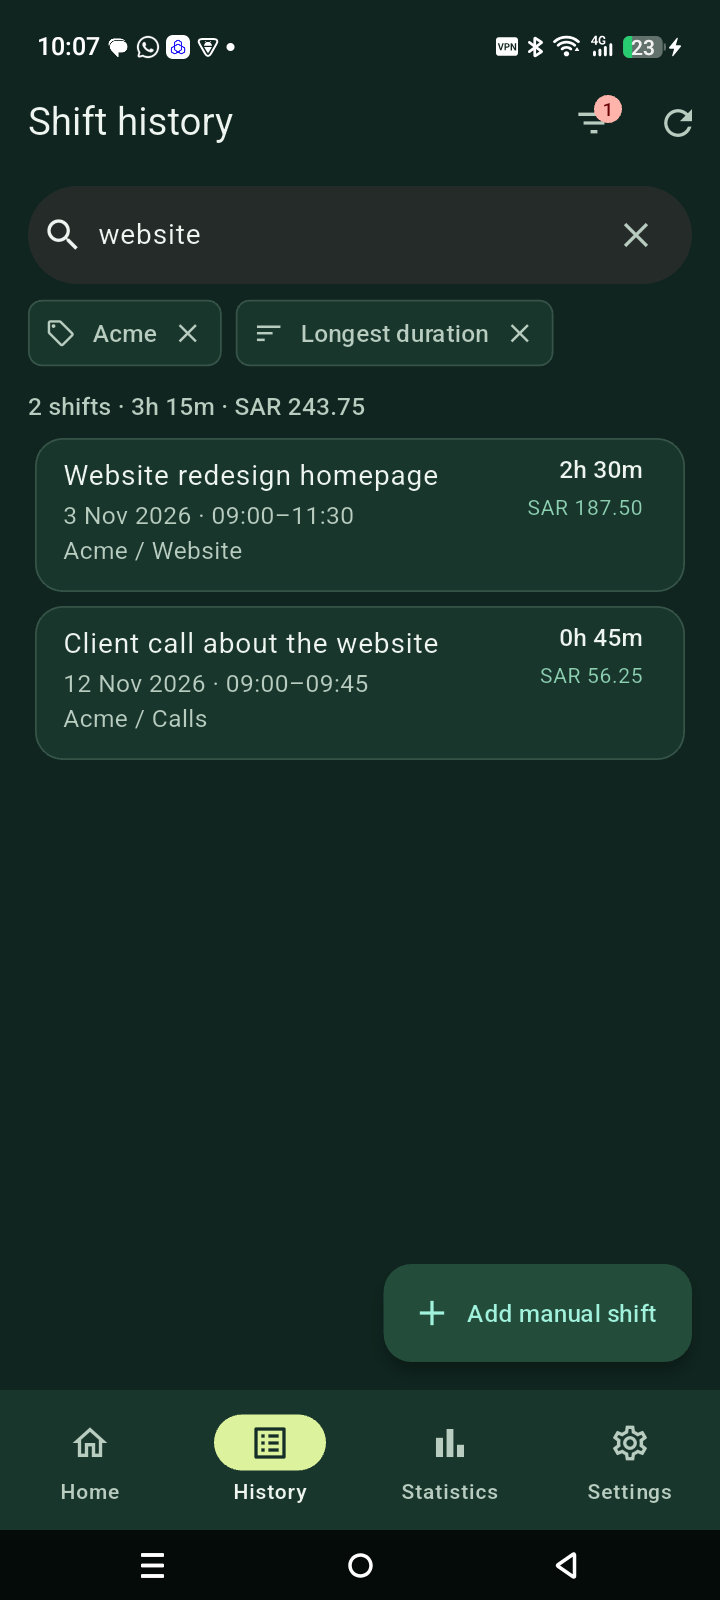 10:07
VPN 4G 23
Shift history
1
website
Acme
Longest duration
2 shifts · 3h 15m · SAR 243.75
Website redesign homepage
2h 30m
3 Nov 2026 · 09:00–11:30
SAR 187.50
Acme / Website
Client call about the website
0h 45m
12 Nov 2026 · 09:00–09:45
SAR 56.25
Acme / Calls
Add manual shift
Home
History
Statistics
Settings